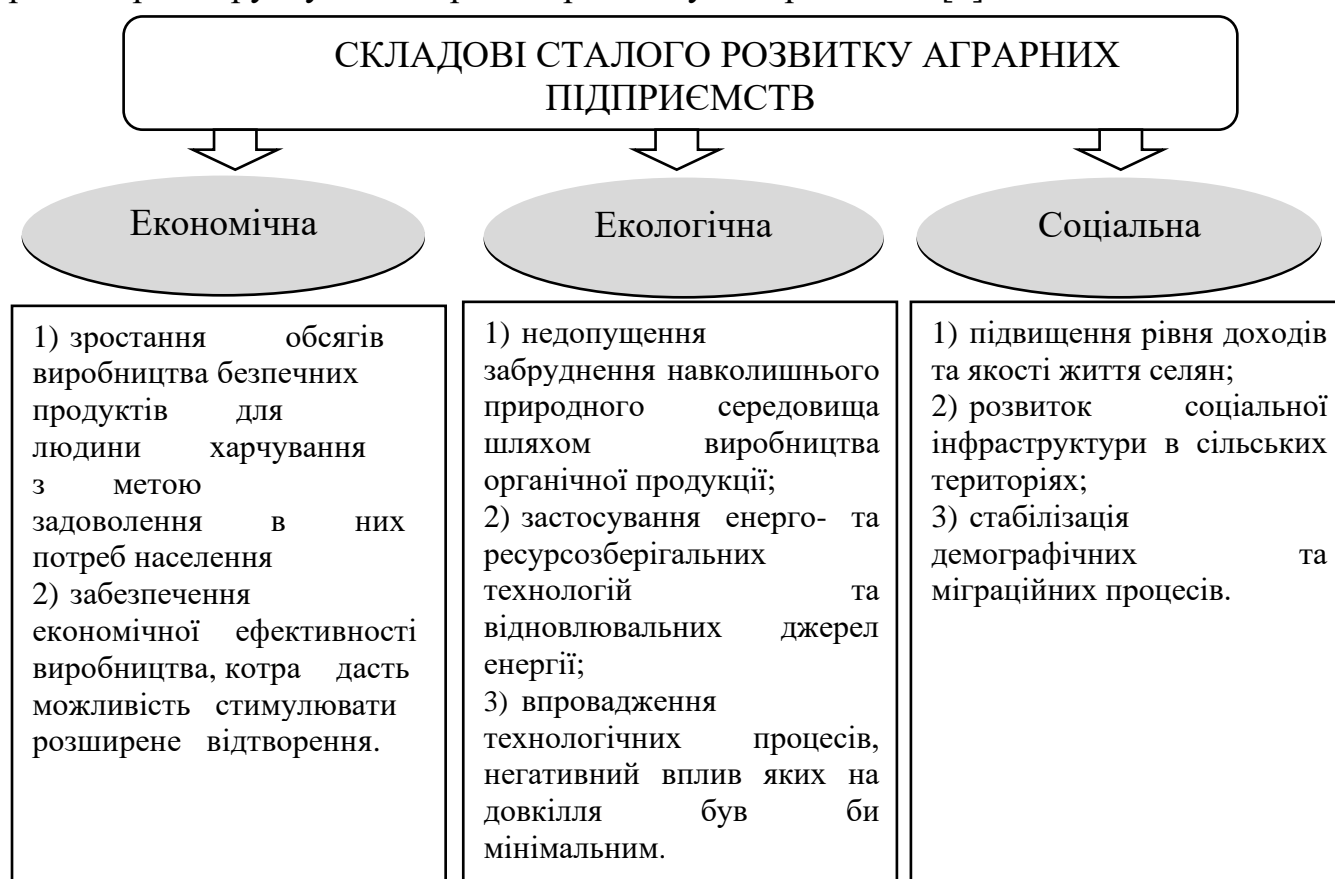 СКЛАДОВІ СТАЛОГО РОЗВИТКУ АГРАРНИХ
ПІДПРИЄМСТВ
Економічна
Екологічна
Соціальна
1) зростання обсягів
виробництва безпечних
продуктів для
людини харчування
з метою
задоволення в них
потреб населення
2) забезпечення
економічної ефективності
виробництва, котра дасть
можливість стимулювати
розширене відтворення.
1) недопущення
забруднення навколишнього
природного середовища
шляхом виробництва
органічної продукції;
2) застосування енерго- та
ресурсозберігальних
технологій та
відновлювальних джерел
енергії;
3) впровадження
технологічних процесів,
негативний вплив яких на
довкілля був би
мінімальним.
1) підвищення рівня доходів
та якості життя селян;
2) розвиток соціальної
інфраструктури в сільських
територіях;
3) стабілізація
демографічних та
міграційних процесів.